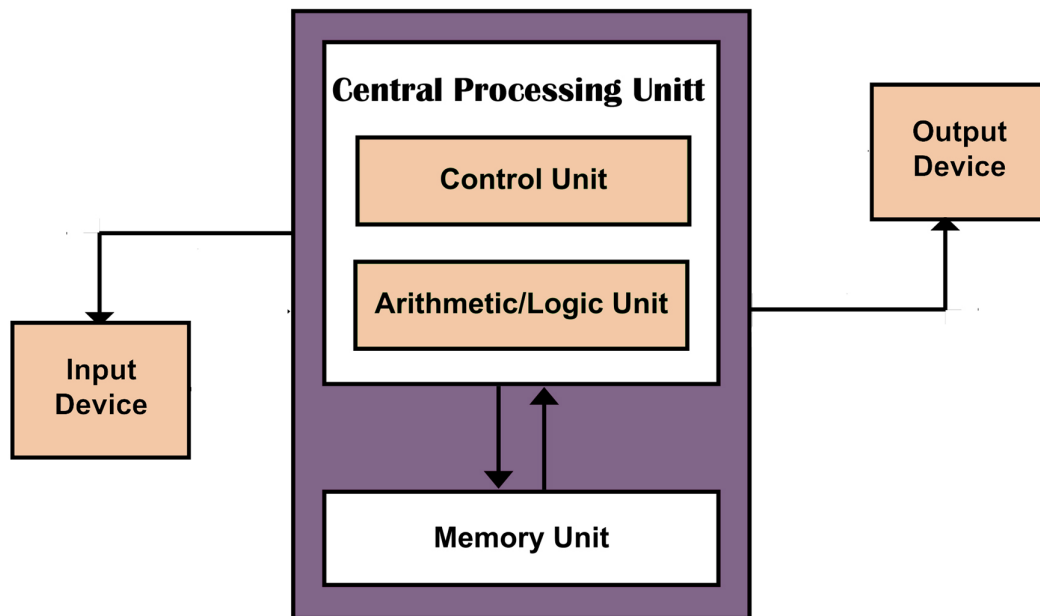 Central Processing Unitt
Control Unit
Arithmetic/Logic Unit
Memory Unit
Input
Device
Output
Device